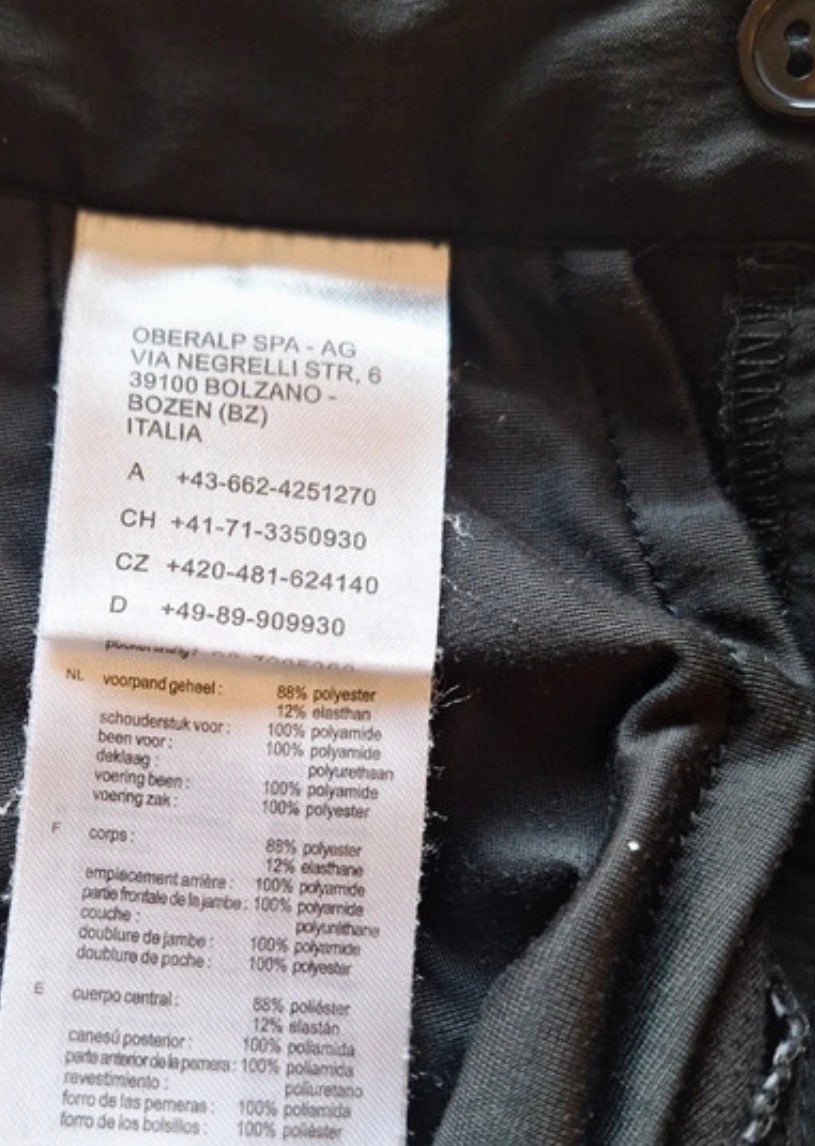 OBERALP SPA - AG
VIA NEGRELLI STR, 6
39100 BOLZANO -
BOZEN (BZ)
ITALIA
A +43-662-4251270
CH +41-71-3350930
CZ +420-481-624140
D +49-89-909930
NL voorpand geheel : 88% polyester
12% elasthan
schouderstuk voor : 100% polyamide
been voor : 100% polyamide
deklaag : polyurethaan
voering been : 100% polyamide
voering zak : 100% polyester
F corps : 88% polyester
12% elasthane
emplacement arrière : 100% polyamide
partie frontale de la jambe : 100% polyamide
couche : polyuréthane
doublure de jambe : 100% polyamide
doublure de poche : 100% polyester
E cuerpo central : 88% poliéster
12% elastán
canesú posterior : 100% poliamida
parte anterior de la pernera : 100% poliamida
revestimiento : poliuretano
forro de las perneras : 100% poliamida
forro de los bolsillos : 100% poliéster